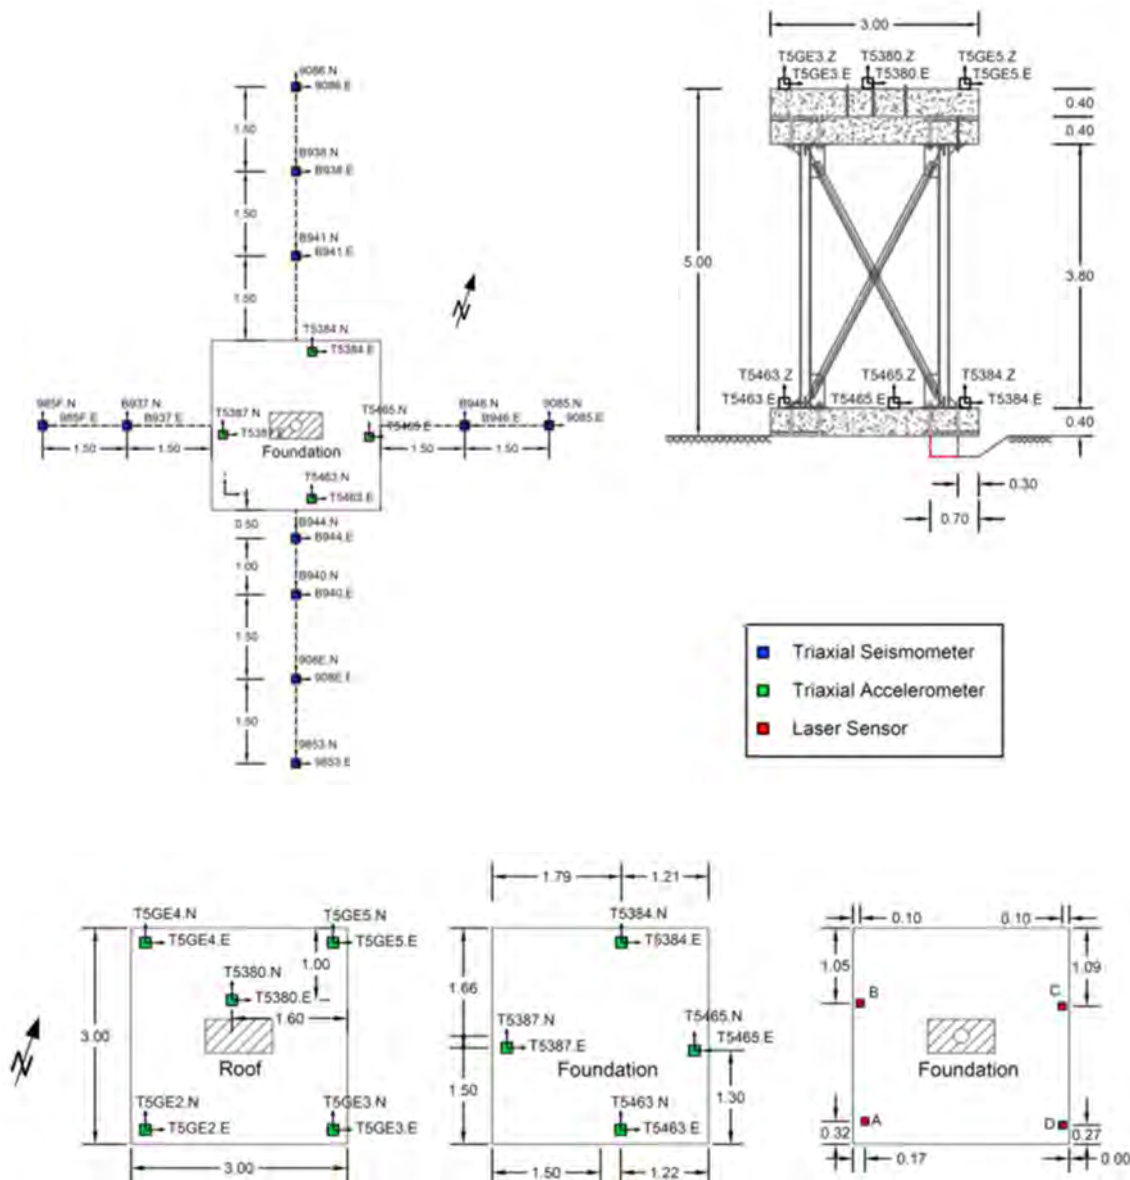 9086.N
9086.E
1.50
B938.N
B938.E
1.50
B941.N
B941.E
1.50
N
T5384.N
T5384.E
985F.N
985F.E
B937.N
B937.E
T5387.N
T5387.E
T5465.N
T5465.E
B946.E
9085.N
9085.E
1.50
1.50
Foundation
1.50
1.50
T5463.N
T5463.E
0.50
B944.N
B944.E
1.00
B940.N
B940.E
1.50
908E.N
908E.E
1.50
9853.N
9853.E
3.00
T5GE3.Z
T5380.Z
T5GE5.Z
T5GE3.E
T5380.E
T5GE5.E
0.40
0.40
5.00
3.80
T5463.Z
T5465.Z
T5384.Z
T5463.E
T5465.E
T5384.E
0.40
0.30
0.70
Triaxial Seismometer
Triaxial Accelerometer
Laser Sensor
N
T5GE4.N
T5GE5.N
T5GE4.E
T5GE5.E
1.00
T5380.N
T5380.E
1.60
3.00
Roof
T5GE2.N
T5GE3.N
T5GE2.E
T5GE3.E
3.00
1.79
1.21
T5384.N
T5384.E
1.66
T5387.N
T5387.E
T5465.N
T5465.E
Foundation
1.50
1.30
T5463.N
T5463.E
1.50
1.22
0.10
0.10
1.05
1.09
B
C
Foundation
A
D
0.32
0.27
0.17
0.00